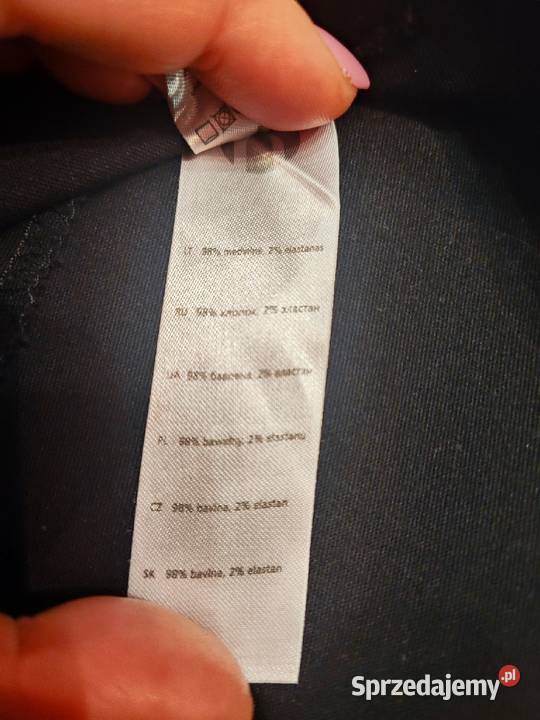 LT 98% medvilnė, 2% elastanas
RU 98% хлопок, 2% эластан
UA 98% бавовна, 2% еластан
PL 98% bawełny, 2% elastanu
CZ 98% bavlna, 2% elastan
SK 98% bavlna, 2% elastan
Sprzedajemy.pl